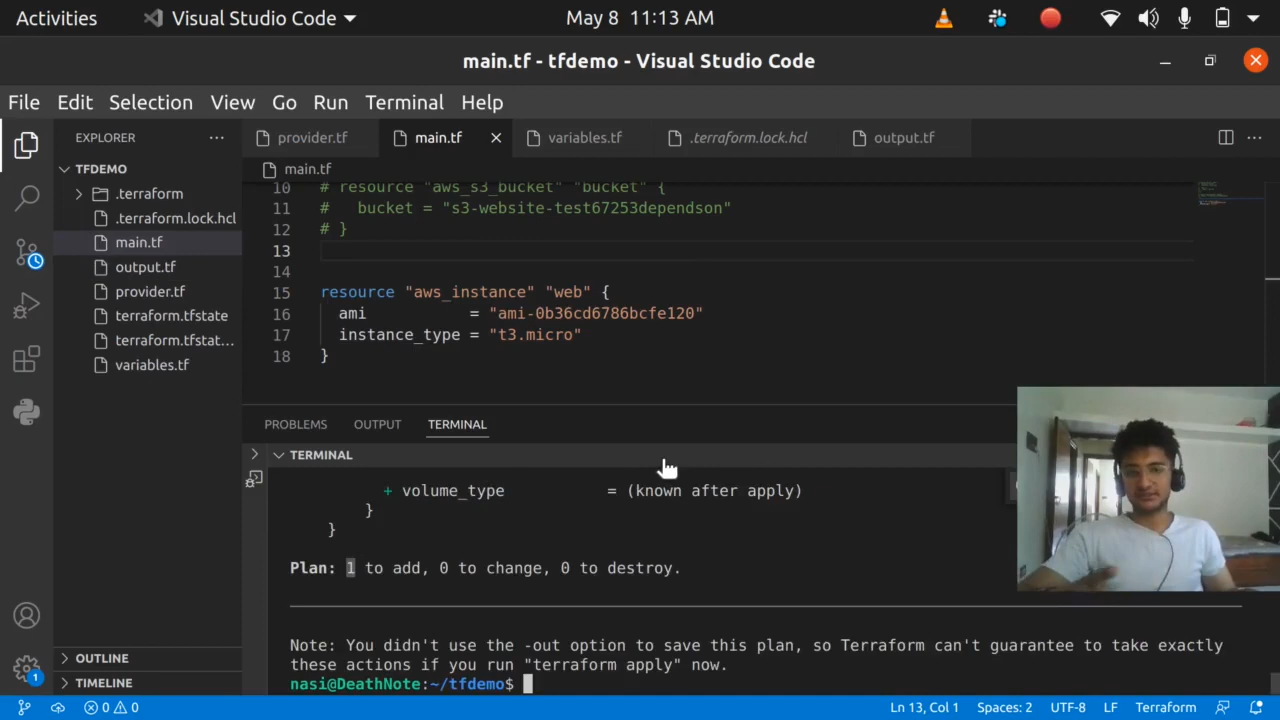 Activities
Visual Studio Code
May 8 11:13 AM
main.tf - tfdemo - Visual Studio Code
File Edit Selection View Go Run Terminal Help
EXPLORER
provider.tf
main.tf
variables.tf
.terraform.lock.hcl
output.tf
TFDEMO
.terraform
.terraform.lock.hcl
main.tf
output.tf
provider.tf
terraform.tfstate
terraform.tfstat...
variables.tf
OUTLINE
TIMELINE
main.tf
10 # resource "aws_s3_bucket" "bucket" {
11 #   bucket = "s3-website-test67253dependson"
12 # }
13
14
15 resource "aws_instance" "web" {
16   ami           = "ami-0b36cd6786bcfe120"
17   instance_type = "t3.micro"
18 }
PROBLEMS OUTPUT TERMINAL
TERMINAL
+ volume_type           = (known after apply)
}
}
Plan: 1 to add, 0 to change, 0 to destroy.
Note: You didn't use the -out option to save this plan, so Terraform can't guarantee to take exactly
these actions if you run "terraform apply" now.
nasi@DeathNote:~/tfdemo$
1
0 0
Ln 13, Col 1 Spaces: 2 UTF-8 LF Terraform